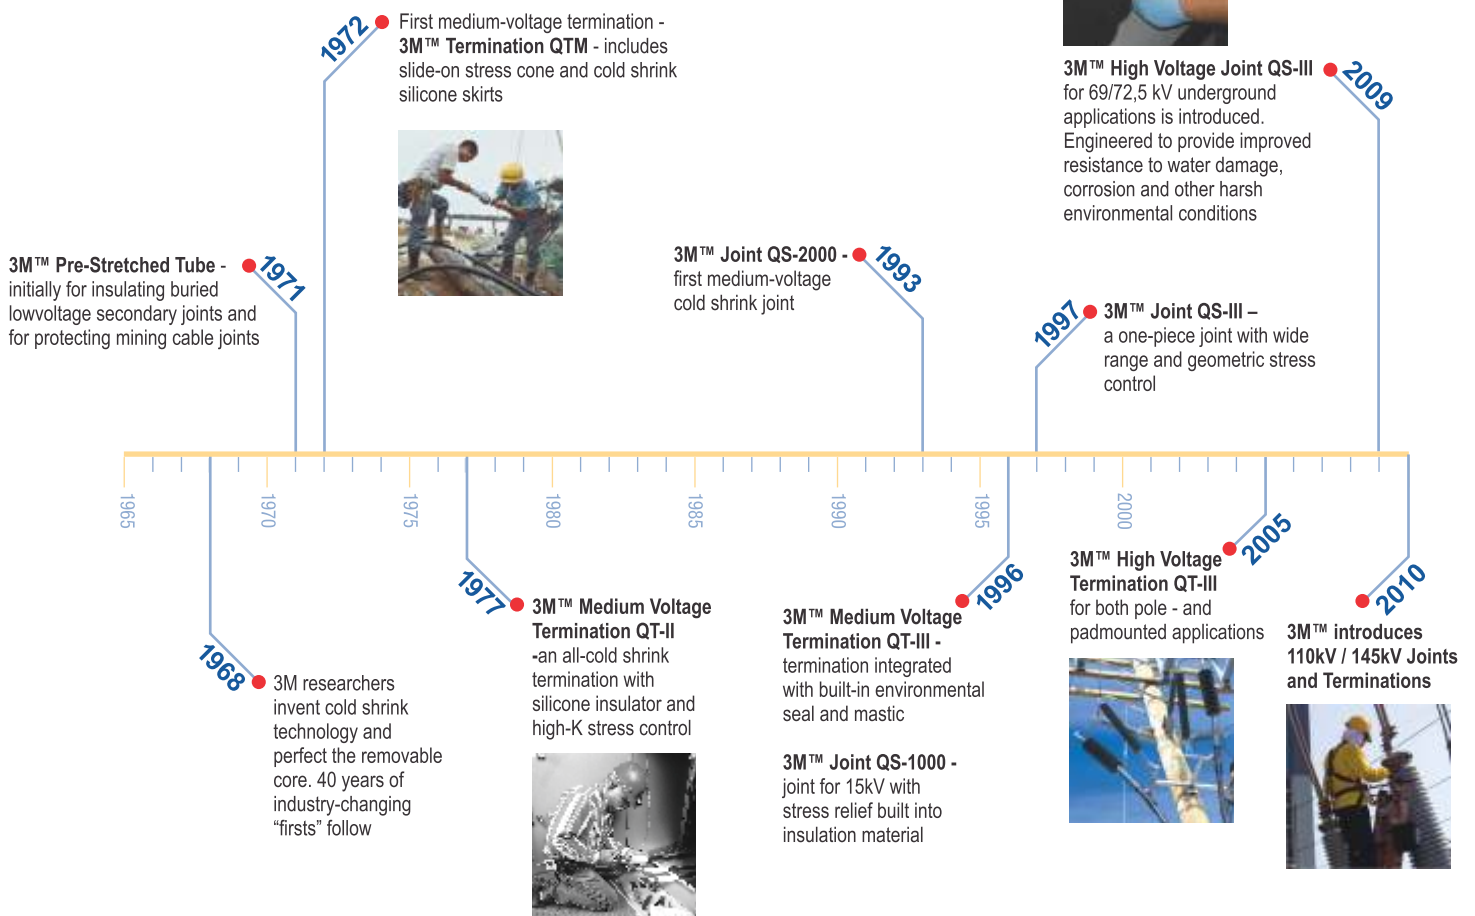 1972
First medium-voltage termination -
3M™ Termination QTM - includes
slide-on stress cone and cold shrink
silicone skirts
3M™ High Voltage Joint QS-III
2009
for 69/72,5 kV underground
applications is introduced.
Engineered to provide improved
resistance to water damage,
corrosion and other harsh
environmental conditions
3M™ Pre-Stretched Tube -
1971
initially for insulating buried
lowvoltage secondary joints and
for protecting mining cable joints
3M™ Joint QS-2000 -
1993
first medium-voltage
cold shrink joint
1997
3M™ Joint QS-III –
a one-piece joint with wide
range and geometric stress
control
1965
1970
1975
1980
1985
1990
1995
2000
1968
3M researchers
invent cold shrink
technology and
perfect the removable
core. 40 years of
industry-changing
“firsts” follow
1977
3M™ Medium Voltage
Termination QT-II
-an all-cold shrink
termination with
silicone insulator and
high-K stress control
1996
3M™ Medium Voltage
Termination QT-III -
termination integrated
with built-in environmental
seal and mastic
3M™ Joint QS-1000 -
joint for 15kV with
stress relief built into
insulation material
2005
3M™ High Voltage
Termination QT-III
for both pole - and
padmounted applications
2010
3M™ introduces
110kV / 145kV Joints
and Terminations